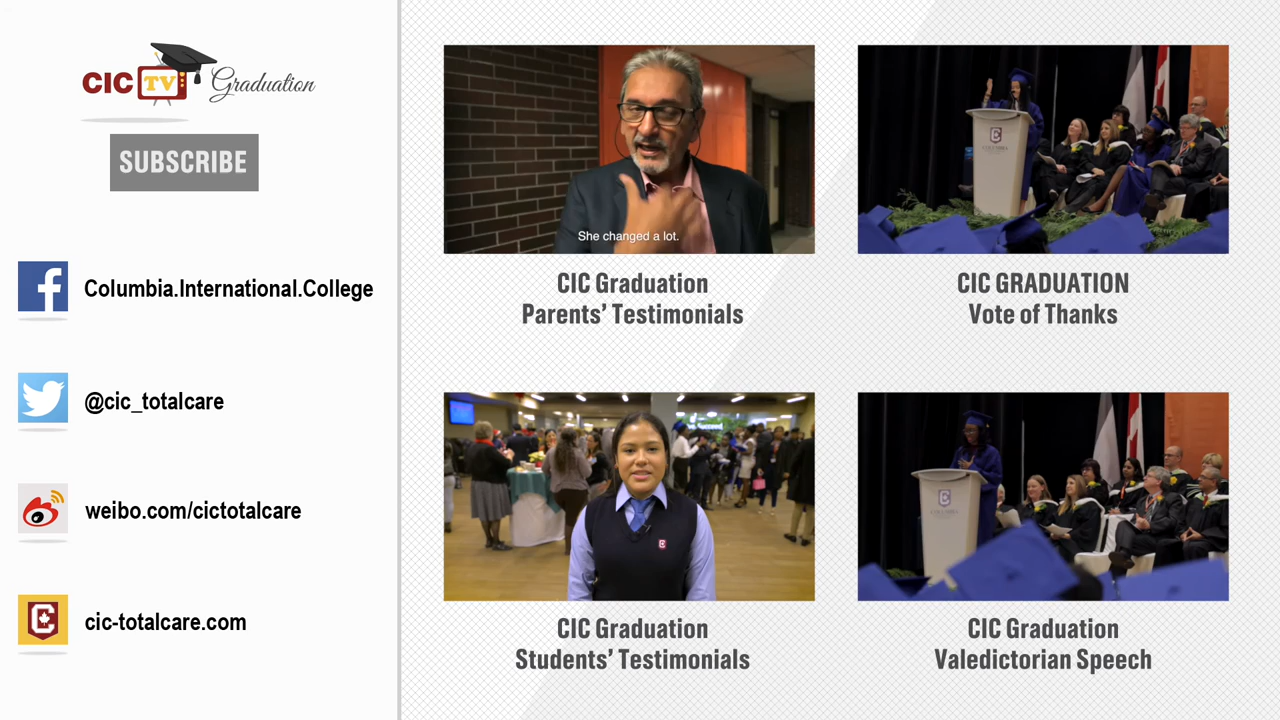 CIC TV Graduation
SUBSCRIBE
Columbia.International.College
@cic_totalcare
weibo.com/cictotalcare
cic-totalcare.com
She changed a lot.
CIC Graduation
Parents' Testimonials
CIC GRADUATION
Vote of Thanks
CIC Graduation
Students' Testimonials
CIC Graduation
Valedictorian Speech